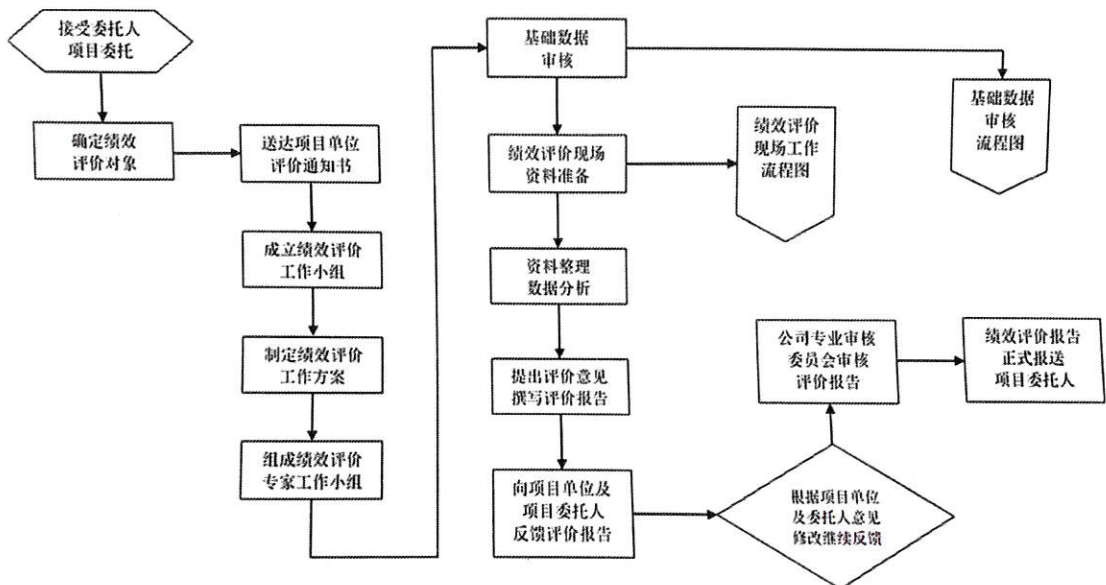 接受委托人
项目委托
确定绩效
评价对象
送达项目单位
评价通知书
成立绩效评价
工作小组
制定绩效评价
工作方案
组成绩效评价
专家工作小组
基础数据
审核
基础数据
审核
流程图
绩效评价现场
资料准备
绩效评价
现场工作
流程图
资料整理
数据分析
提出评价意见
撰写评价报告
向项目单位及
项目委托人
反馈评价报告
根据项目单位
及委托人意见
修改继续反馈
公司专业审核
委员会审核
评价报告
绩效评价报告
正式报送
项目委托人